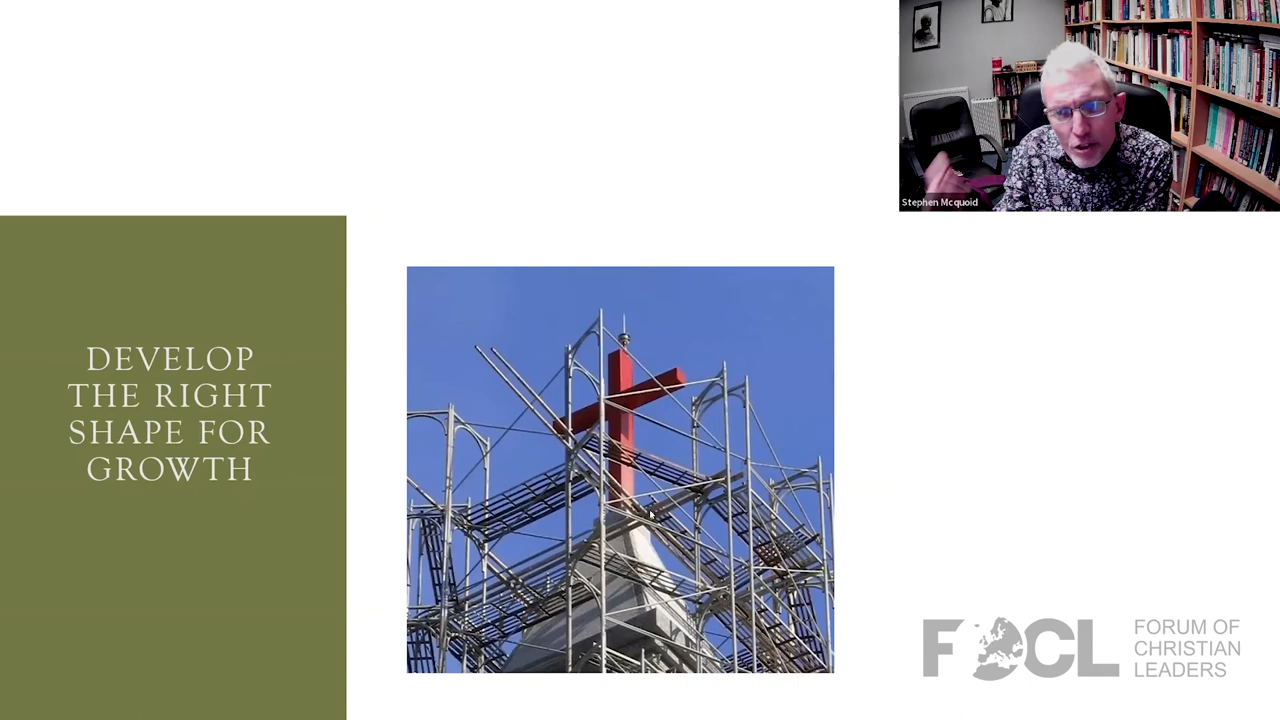 Stephen Mcquoid
DEVELOP
THE RIGHT
SHAPE FOR
GROWTH
FOCL
FORUM OF
CHRISTIAN
LEADERS